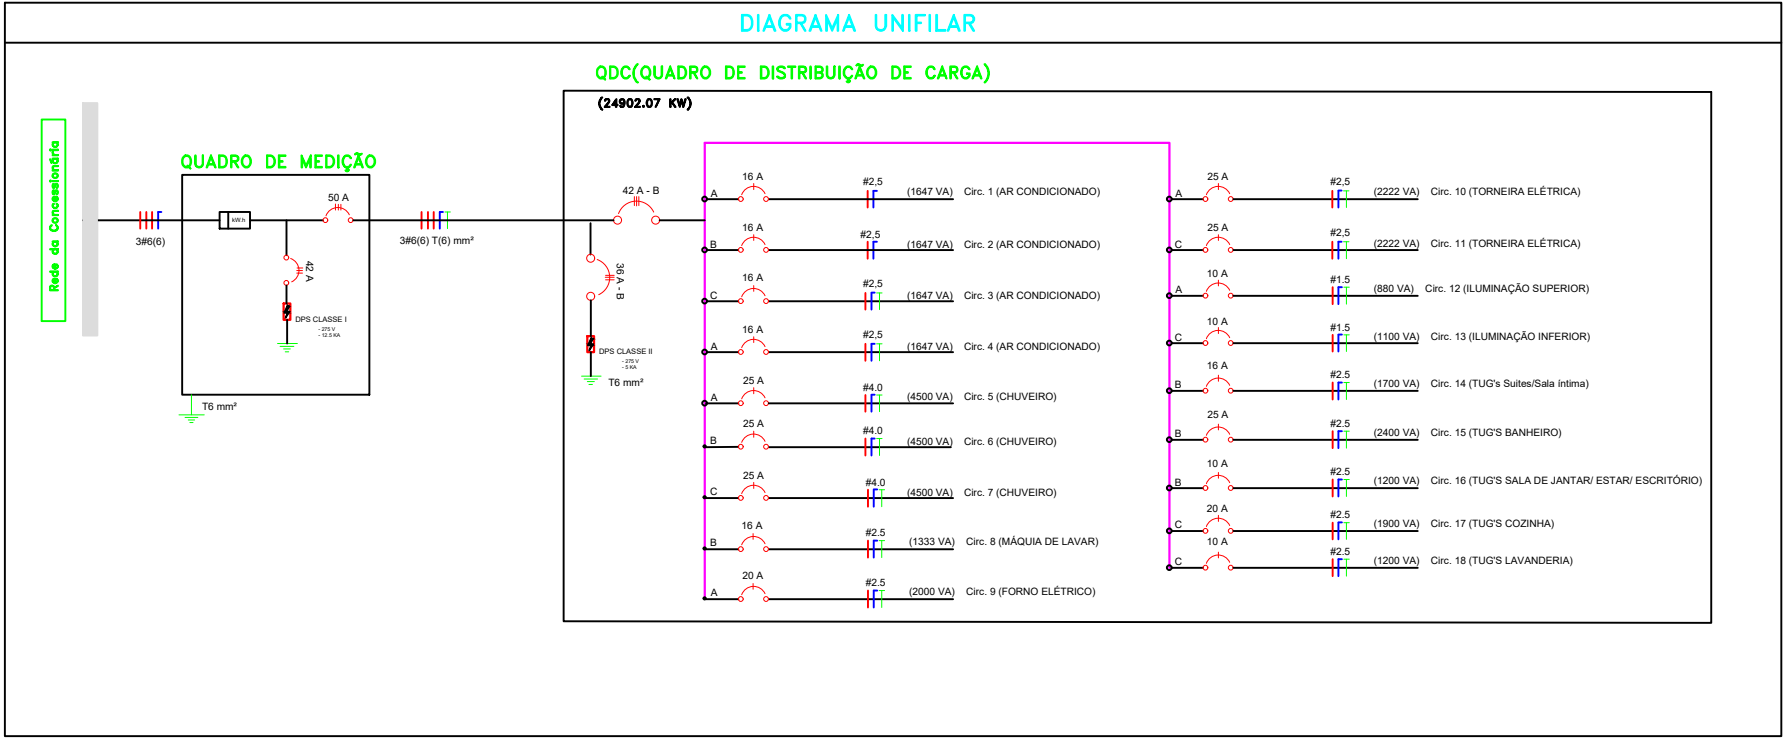 DIAGRAMA UNIFILAR
QDC(QUADRO DE DISTRIBUIÇÃO DE CARGA)
(24902.07 KW)
Rede da Concessionária
QUADRO DE MEDIÇÃO
50 A
kW.h
3#6(6)
42 A
DPS CLASSE I
- 275 V
- 12.5 KA
T6 mm²
3#6(6) T(6) mm²
42 A - B
36 A - B
DPS CLASSE II
- 275 V
- 5 KA
T6 mm²
A 16 A #2,5 (1647 VA) Circ. 1 (AR CONDICIONADO)
B 16 A #2,5 (1647 VA) Circ. 2 (AR CONDICIONADO)
C 16 A #2,5 (1647 VA) Circ. 3 (AR CONDICIONADO)
A 16 A #2,5 (1647 VA) Circ. 4 (AR CONDICIONADO)
A 25 A #4.0 (4500 VA) Circ. 5 (CHUVEIRO)
B 25 A #4.0 (4500 VA) Circ. 6 (CHUVEIRO)
C 25 A #4.0 (4500 VA) Circ. 7 (CHUVEIRO)
B 16 A #2.5 (1333 VA) Circ. 8 (MÁQUIA DE LAVAR)
A 20 A #2.5 (2000 VA) Circ. 9 (FORNO ELÉTRICO)
A 25 A #2,5 (2222 VA) Circ. 10 (TORNEIRA ELÉTRICA)
C 25 A #2,5 (2222 VA) Circ. 11 (TORNEIRA ELÉTRICA)
A 10 A #1.5 (880 VA) Circ. 12 (ILUMINAÇÃO SUPERIOR)
C 10 A #1.5 (1100 VA) Circ. 13 (ILUMINAÇÃO INFERIOR)
B 16 A #2.5 (1700 VA) Circ. 14 (TUG's Suites/Sala íntima)
B 25 A #2.5 (2400 VA) Circ. 15 (TUG'S BANHEIRO)
B 10 A #2.5 (1200 VA) Circ. 16 (TUG'S SALA DE JANTAR/ ESTAR/ ESCRITÓRIO)
C 20 A #2.5 (1900 VA) Circ. 17 (TUG'S COZINHA)
C 10 A #2.5 (1200 VA) Circ. 18 (TUG'S LAVANDERIA)